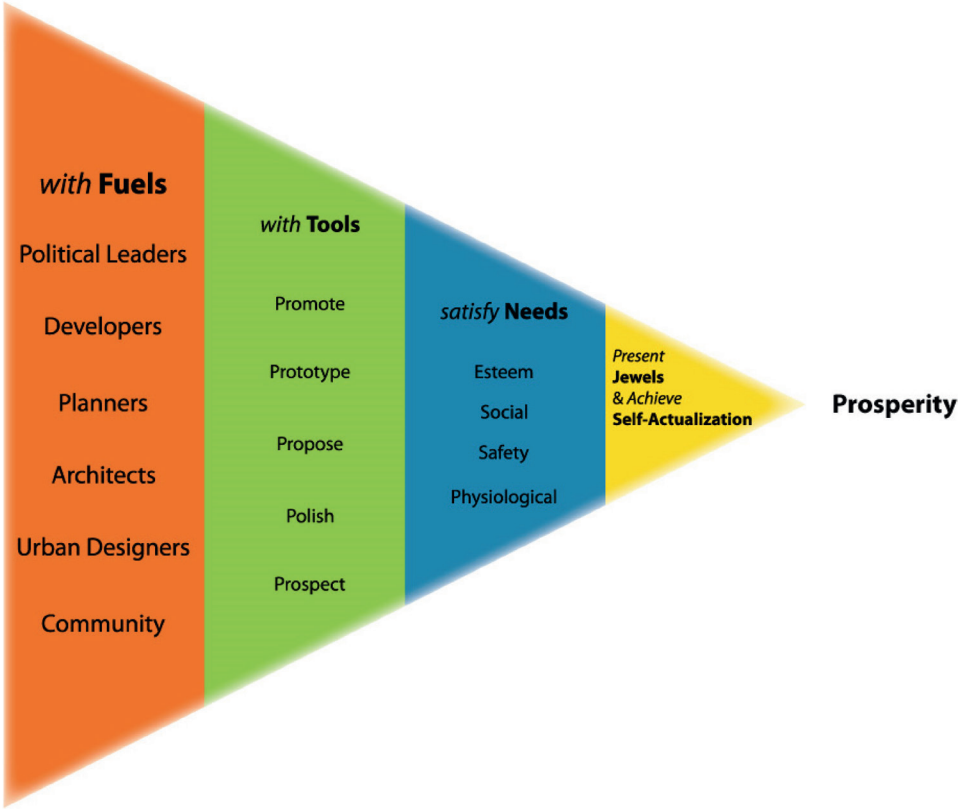 with Fuels
Political Leaders
Developers
Planners
Architects
Urban Designers
Community
with Tools
Promote
Prototype
Propose
Polish
Prospect
satisfy Needs
Esteem
Social
Safety
Physiological
Present
Jewels
& Achieve
Self-Actualization
Prosperity